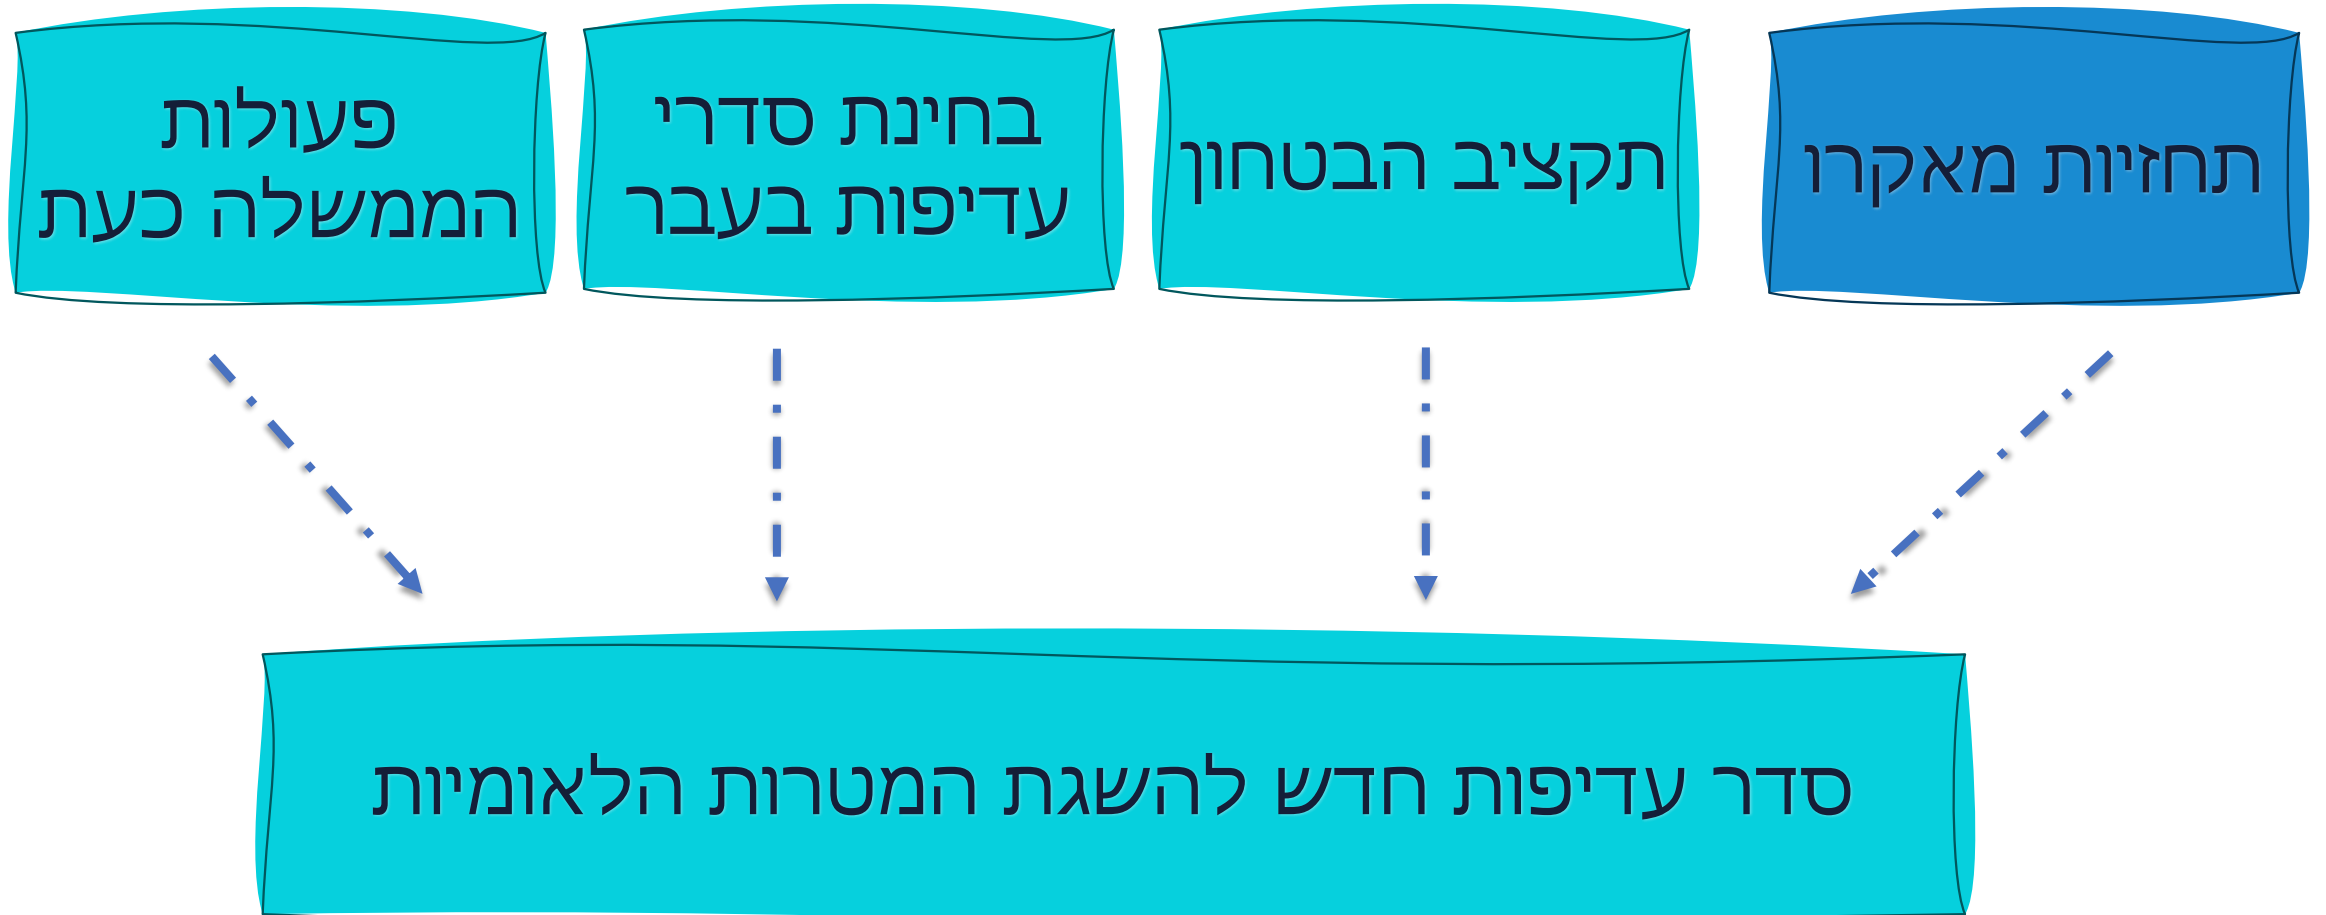 תחזיות מאקרו
תקציב הבטחון
בחינת סדרי
עדיפות בעבר
פעולות
הממשלה כעת
סדר עדיפות חדש להשגת המטרות הלאומיות